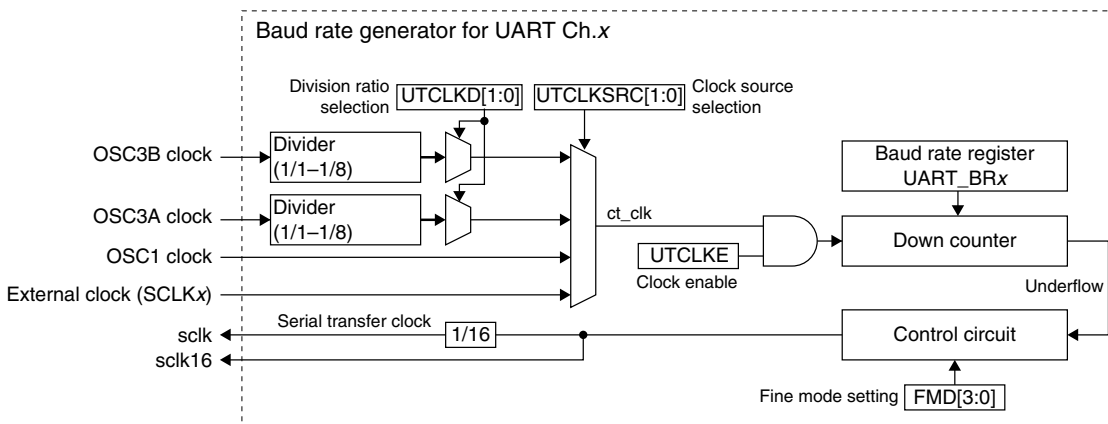 Baud rate generator for UART Ch.x
Division ratio
selection
UTCLKD[1:0]
UTCLKSRC[1:0]
Clock source
selection
OSC3B clock
Divider
(1/1–1/8)
Baud rate register
UART_BRx
OSC3A clock
Divider
(1/1–1/8)
ct_clk
OSC1 clock
UTCLKE
Clock enable
Down counter
External clock (SCLKx)
Underflow
sclk
Serial transfer clock
1/16
Control circuit
sclk16
Fine mode setting
FMD[3:0]